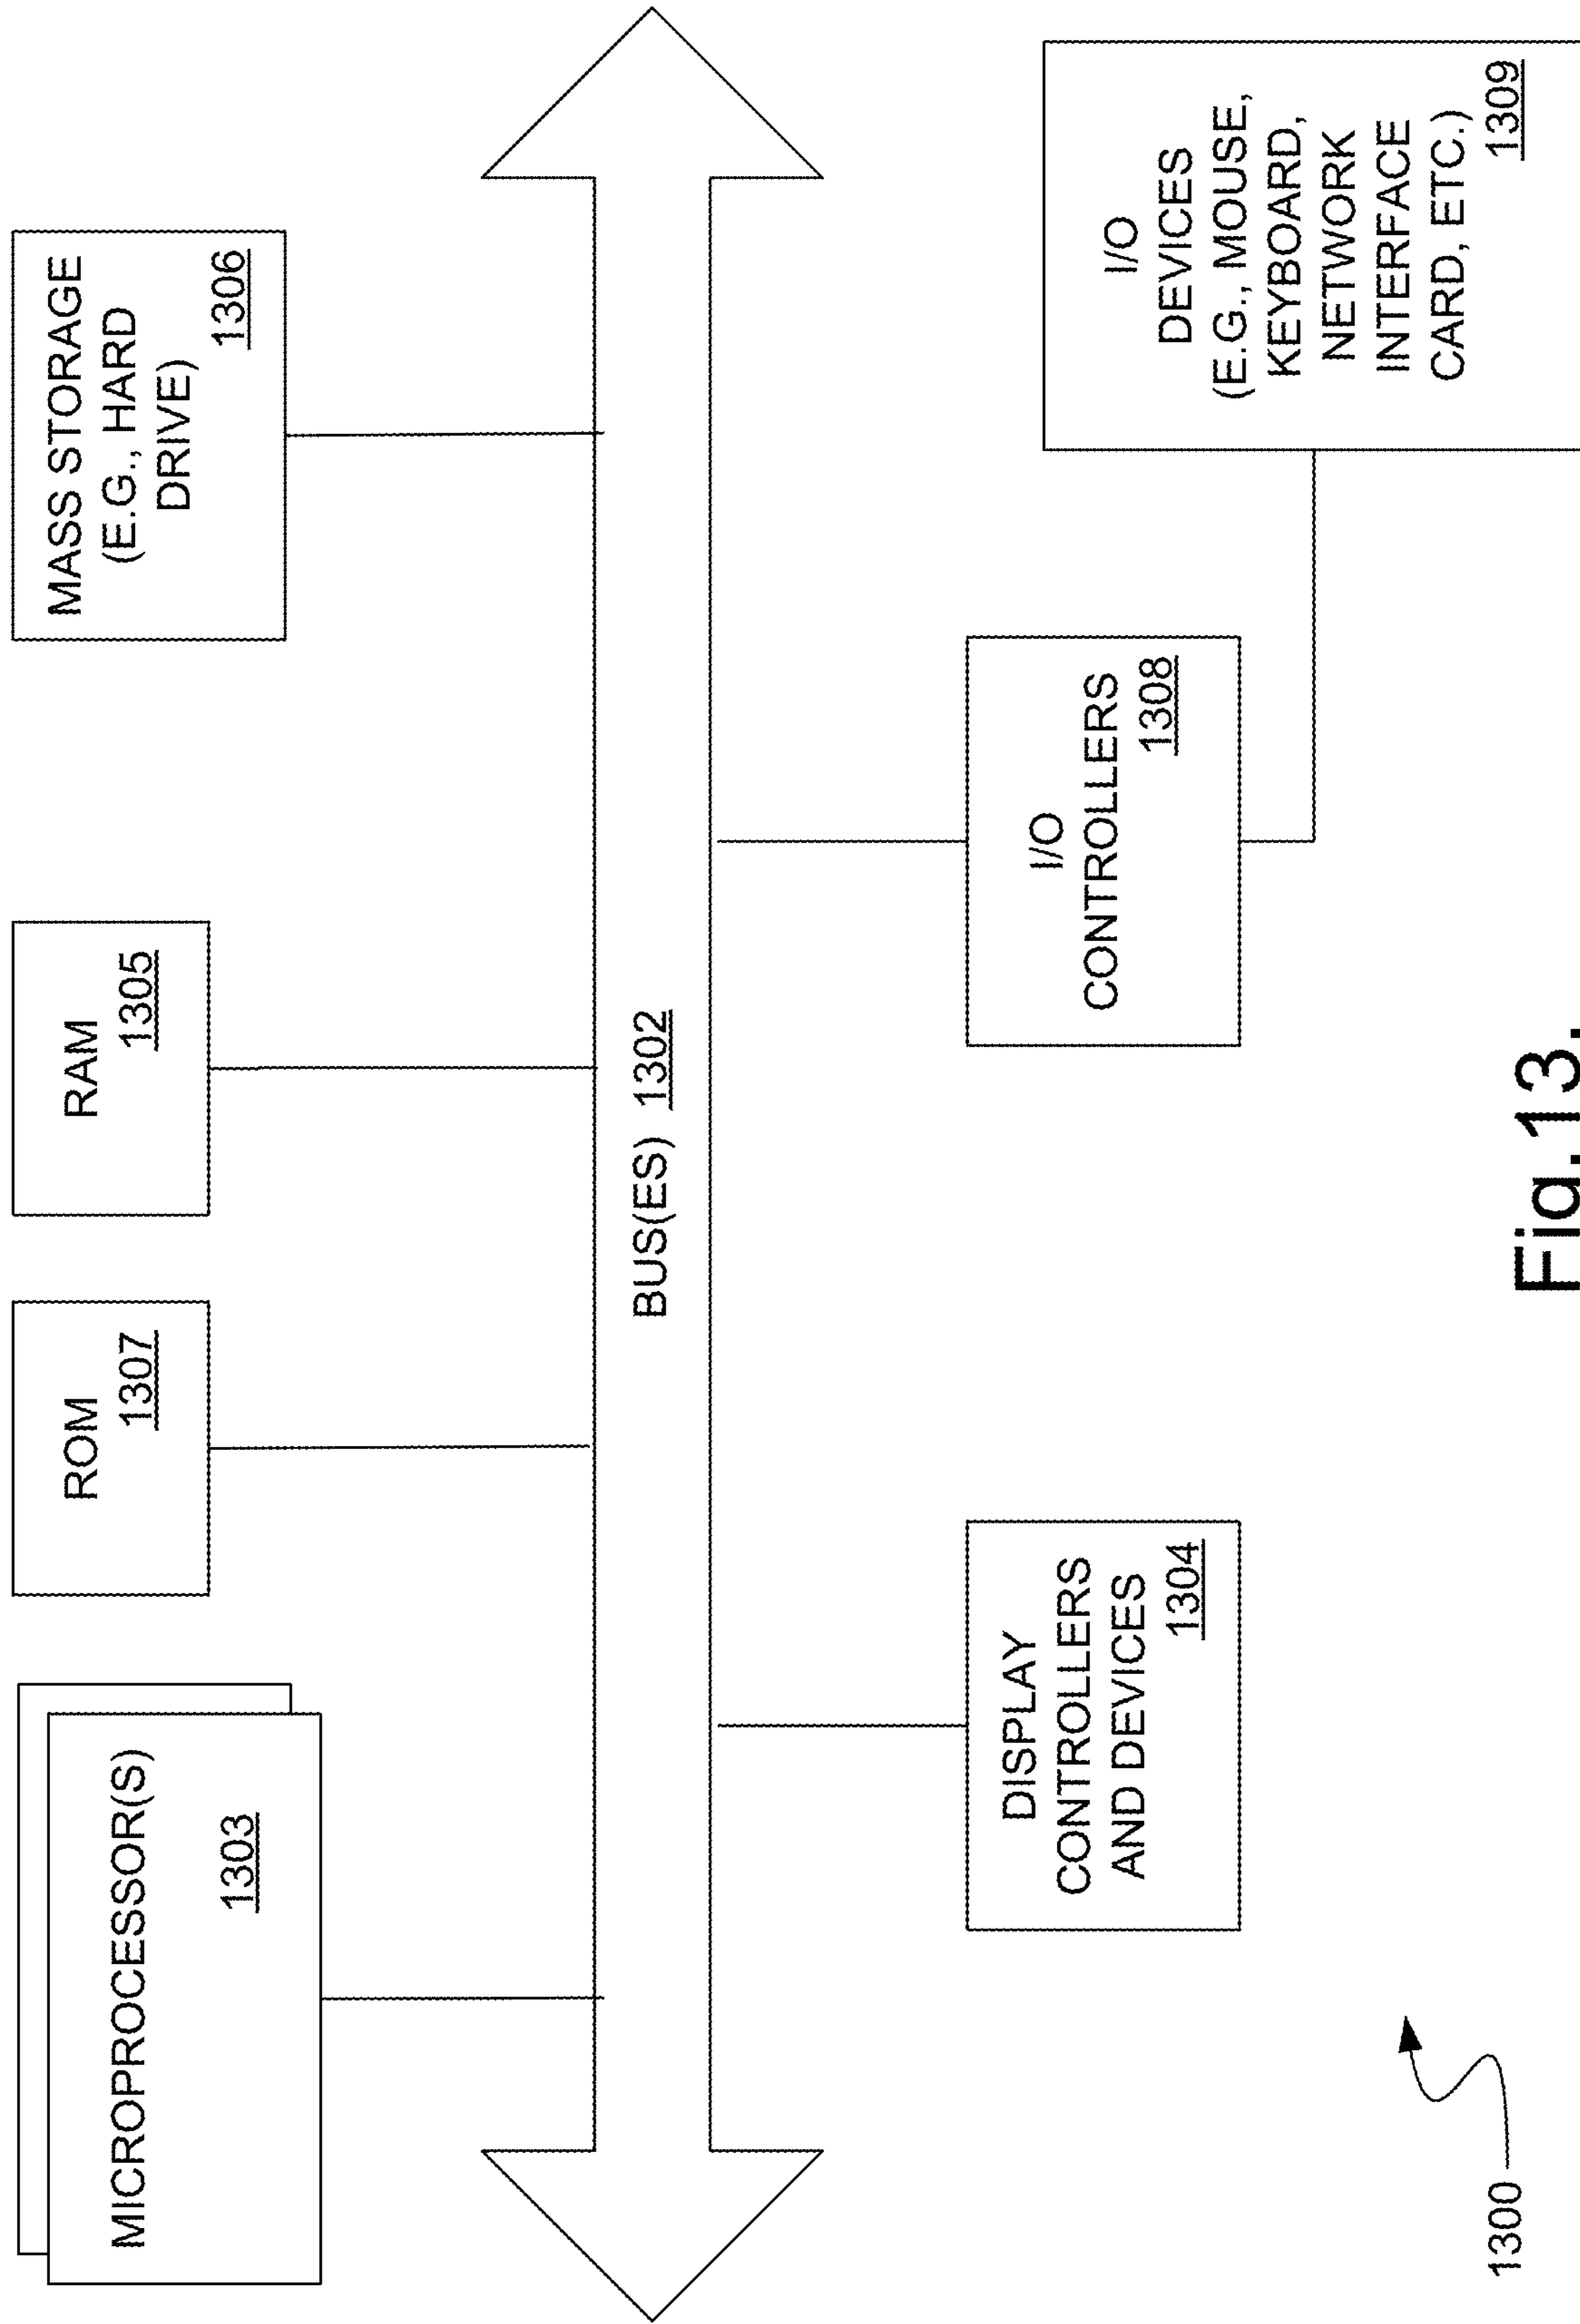 MICROPROCESSOR(S)
1303
ROM
1307
RAM
1305
MASS STORAGE
(E.G., HARD
DRIVE)
1306
BUS(ES) 1302
DISPLAY
CONTROLLERS
AND DEVICES
1304
I/O
CONTROLLERS
1308
I/O
DEVICES
(E.G., MOUSE,
KEYBOARD,
NETWORK
INTERFACE
CARD, ETC.)
1309
1300
Fig.13.